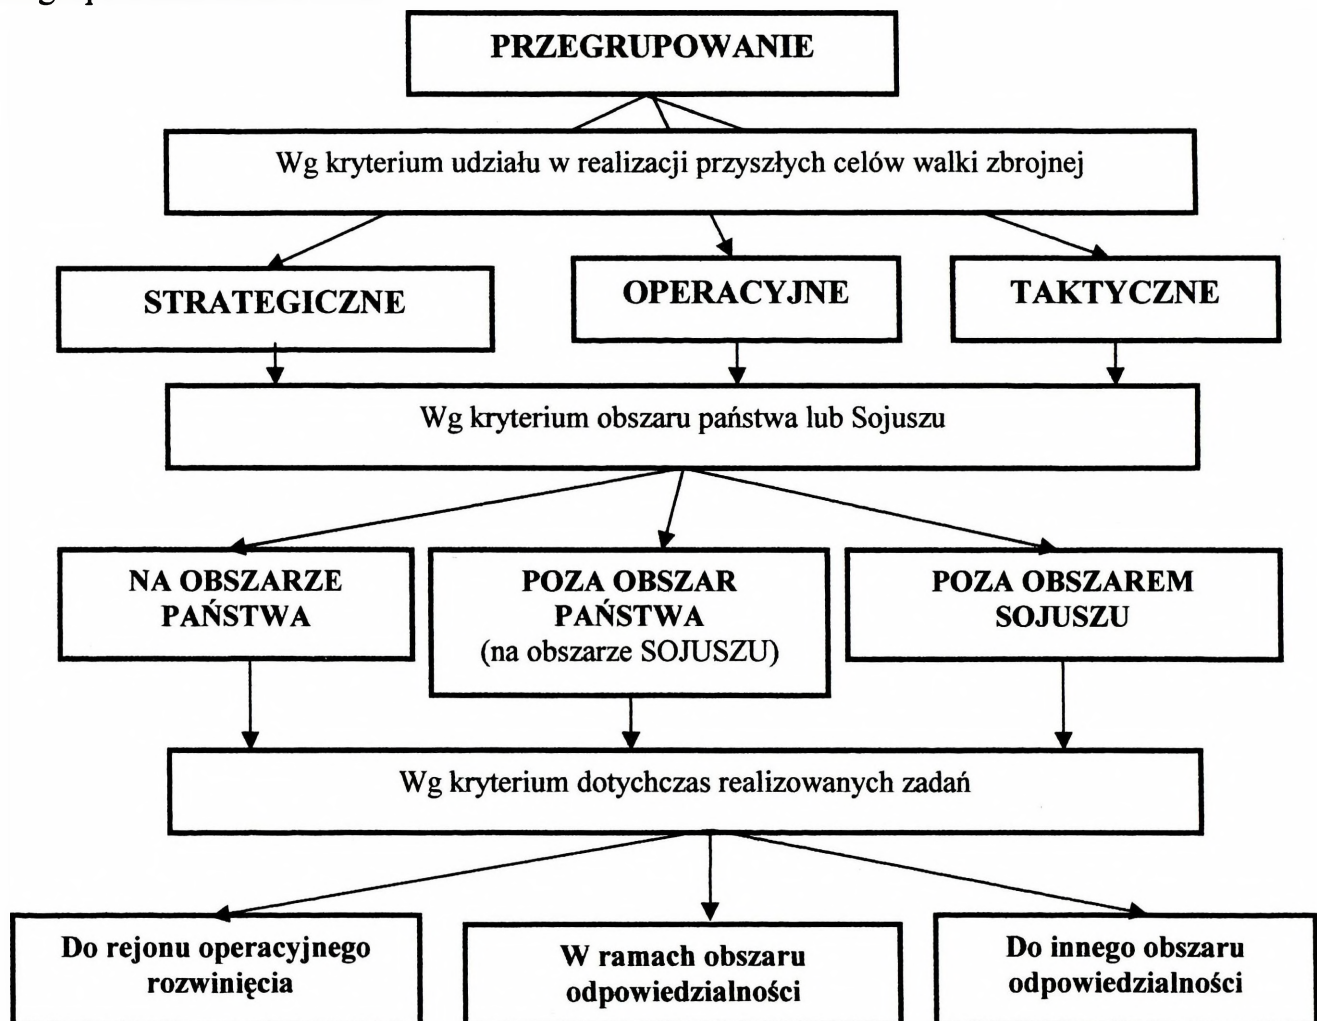 PRZEGRUPOWANIE
Wg kryterium udziału w realizacji przyszłych celów walki zbrojnej
STRATEGICZNE
OPERACYJNE
TAKTYCZNE
Wg kryterium obszaru państwa lub Sojuszu
NA OBSZARZE
PAŃSTWA
POZA OBSZAR
PAŃSTWA
(na obszarze SOJUSZU)
POZA OBSZAREM
SOJUSZU
Wg kryterium dotychczas realizowanych zadań
Do rejonu operacyjnego
rozwinięcia
W ramach obszaru
odpowiedzialności
Do innego obszaru
odpowiedzialności